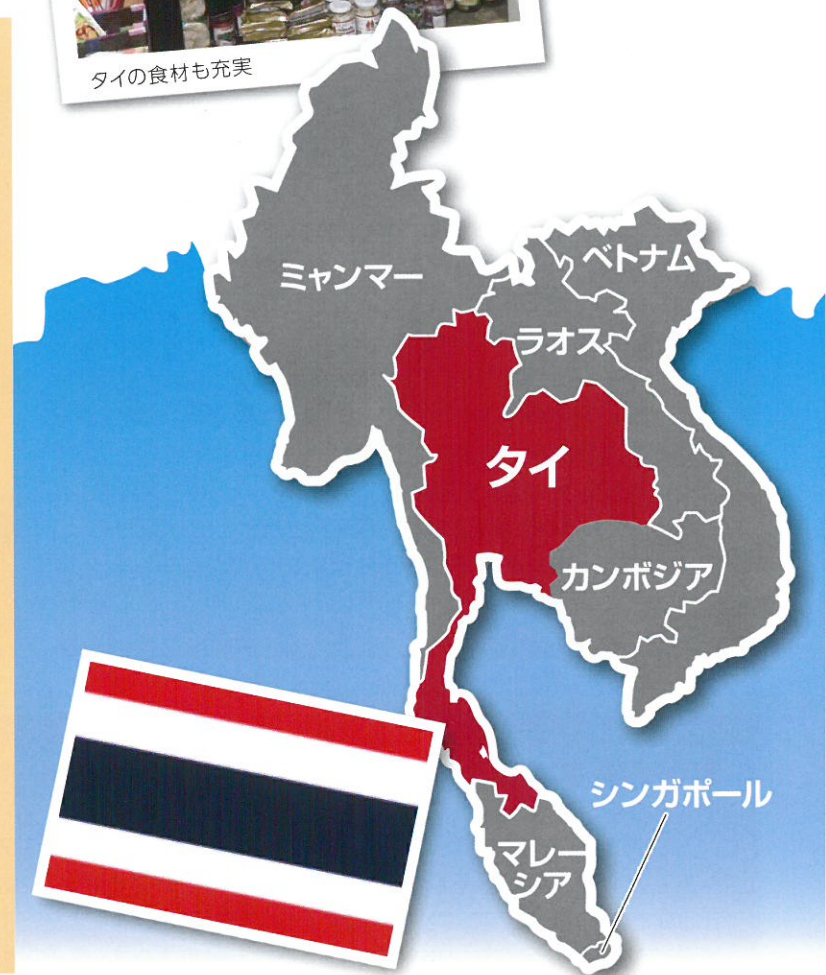 タイの食材も充実
ミャンマー
ベトナム
ラオス
タイ
カンボジア
シンガポール
マレー
シア